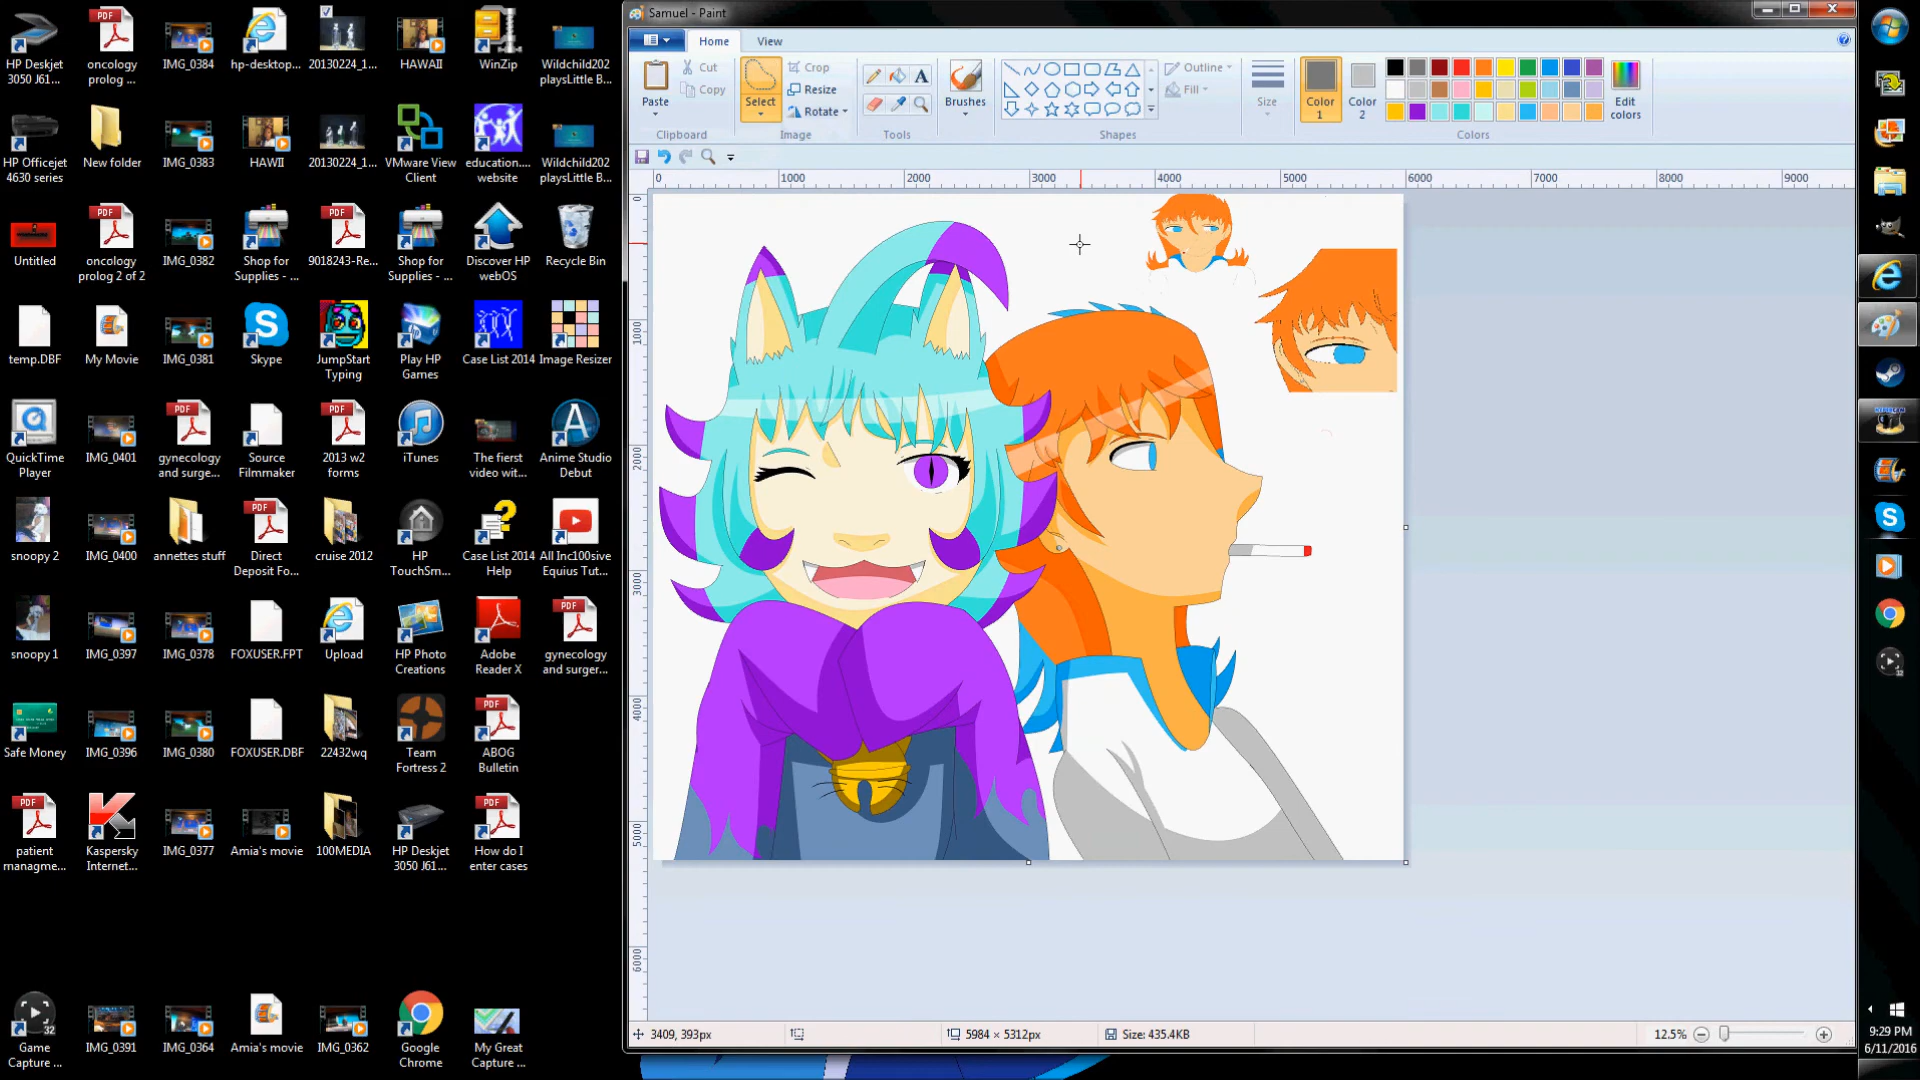 HP Deskjet
3050 J61...
oncology
prolog ...
IMG_0384
hp-desktop...
20130224_1...
HAWAII
WinZip
Wildchild202
playsLittle B...
HP Officejet
4630 series
New folder
IMG_0383
HAWII
20130224_1...
VMware View
Client
education....
website
Wildchild202
playsLittle B...
Untitled
oncology
prolog 2 of 2
IMG_0382
Shop for
Supplies - ...
9018243-Re...
Shop for
Supplies - ...
Discover HP
webOS
Recycle Bin
temp.DBF
My Movie
IMG_0381
Skype
JumpStart
Typing
Play HP
Games
Case List 2014
Image Resizer
QuickTime
Player
IMG_0401
gynecology
and surge...
Source
Filmmaker
2013 w2
forms
iTunes
The fierst
video wit...
Anime Studio
Debut
snoopy 2
IMG_0400
annettes stuff
Direct
Deposit Fo...
cruise 2012
HP
TouchSm...
Case List 2014
Help
All Inc100sive
Equius Tut...
snoopy 1
IMG_0397
IMG_0378
FOXUSER.FPT
Upload
HP Photo
Creations
Adobe
Reader X
gynecology
and surger...
Safe Money
IMG_0396
IMG_0380
FOXUSER.DBF
22432wq
Team
Fortress 2
ABOG
Bulletin
patient
managme...
Kaspersky
Internet...
IMG_0377
Amia's movie
100MEDIA
HP Deskjet
3050 J61...
How do I
enter cases
Game
Capture ...
IMG_0391
IMG_0364
Amia's movie
IMG_0362
Google
Chrome
My Great
Capture ...
Samuel - Paint
Home
View
Paste
Cut
Copy
Clipboard
Select
Crop
Resize
Rotate
Image
Tools
Brushes
Outline
Fill
Shapes
Size
Color
1
Color
2
Edit
colors
Colors
0 1000 2000 3000 4000 5000 6000 7000 8000 9000
0
1000
2000
3000
4000
5000
6000
3409, 393px
5984 × 5312px
Size: 435.4KB
12.5%
9:29 PM
6/11/2016